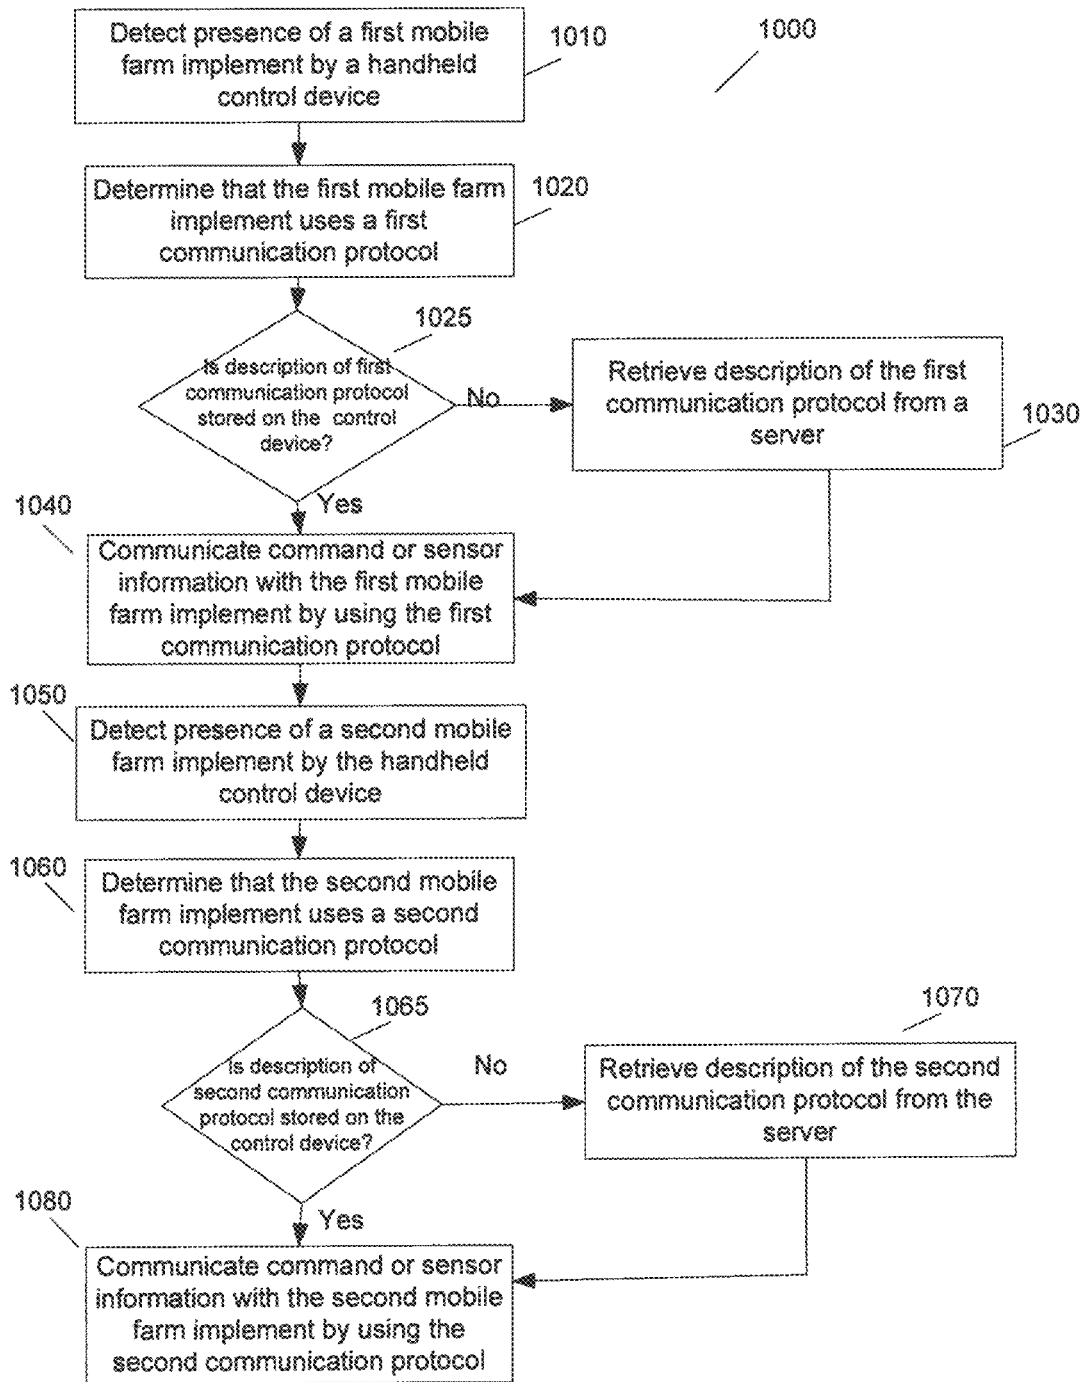 Detect presence of a first mobile
farm implement by a handheld
control device
1010
1000
Determine that the first mobile farm
implement uses a first
communication protocol
1020
1025
Is description of first
communication protocol
stored on the control
device?
No
Retrieve description of the first
communication protocol from a
server
1030
Yes
1040
Communicate command or sensor
information with the first mobile
farm implement by using the first
communication protocol
1050
Detect presence of a second mobile
farm implement by the handheld
control device
1060
Determine that the second mobile
farm implement uses a second
communication protocol
1065
Is description of
second communication
protocol stored on the
control device?
No
1070
Retrieve description of the second
communication protocol from the
server
Yes
1080
Communicate command or sensor
information with the second mobile
farm implement by using the
second communication protocol